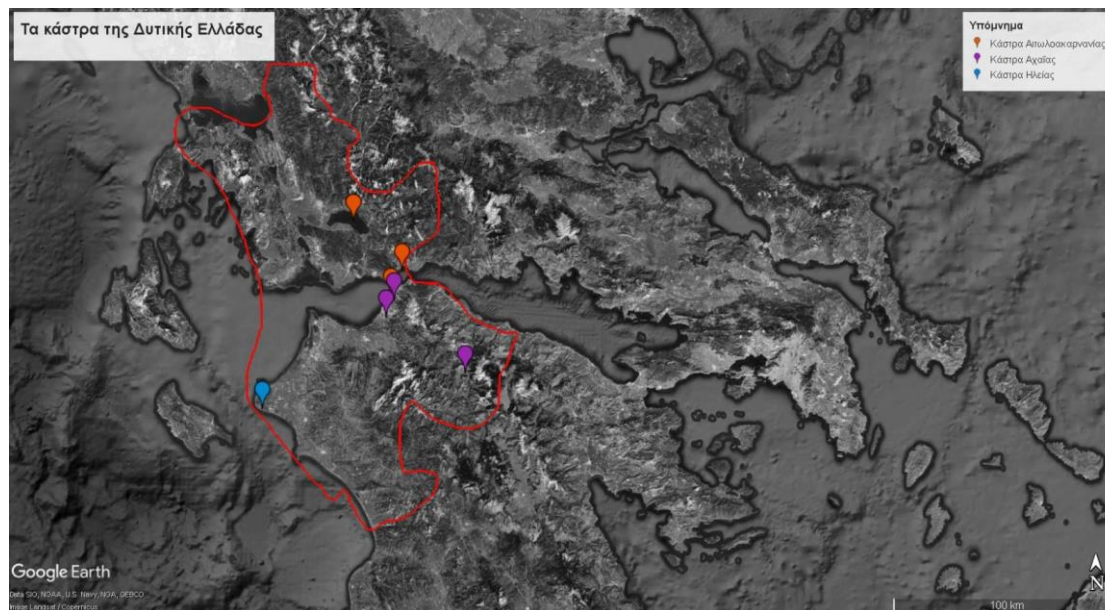 Τα κάστρα της Δυτικής Ελλάδας
Υπόμνημα
Κάστρα Αιτωλοακαρνανίας
Κάστρα Αχαΐας
Κάστρα Ηλείας
Google Earth
Data SIO, NOAA, U.S. Navy, NGA, GEBCO
Image Landsat / Copernicus
N
100 km